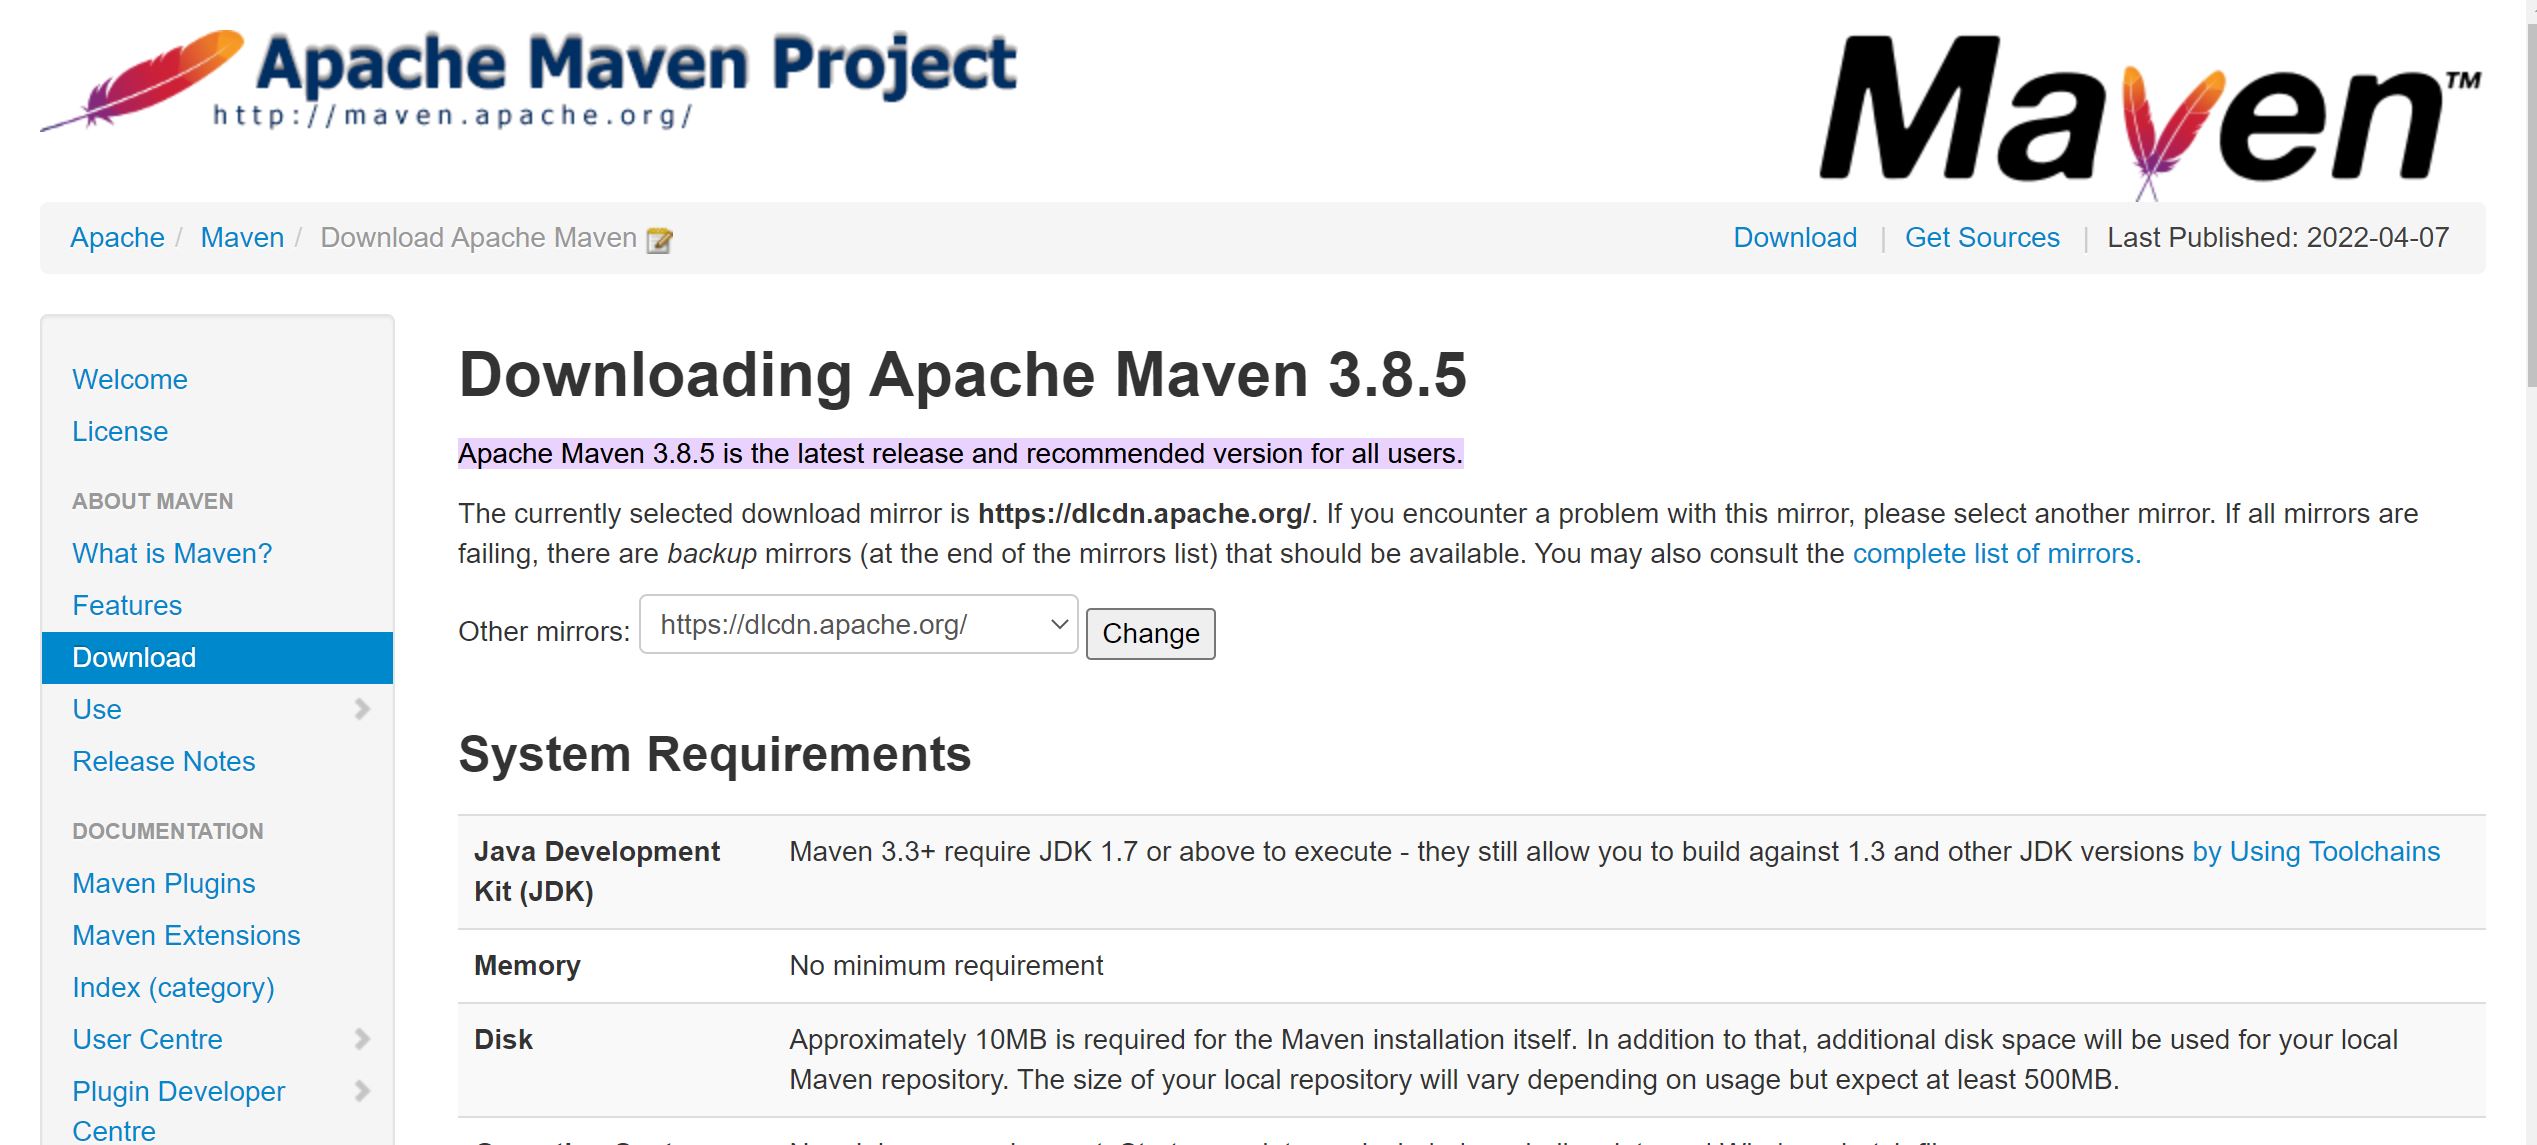 Apache Maven Project
http://maven.apache.org/
Maven™
Apache / Maven / Download Apache Maven
Download | Get Sources | Last Published: 2022-04-07
Welcome
License
ABOUT MAVEN
What is Maven?
Features
Download
Use
Release Notes
DOCUMENTATION
Maven Plugins
Maven Extensions
Index (category)
User Centre
Plugin Developer
Centre
Downloading Apache Maven 3.8.5
Apache Maven 3.8.5 is the latest release and recommended version for all users.
The currently selected download mirror is https://dlcdn.apache.org/. If you encounter a problem with this mirror, please select another mirror. If all mirrors are
failing, there are backup mirrors (at the end of the mirrors list) that should be available. You may also consult the complete list of mirrors.
Other mirrors: https://dlcdn.apache.org/ Change
System Requirements
Java Development
Kit (JDK)
Maven 3.3+ require JDK 1.7 or above to execute - they still allow you to build against 1.3 and other JDK versions by Using Toolchains
Memory
No minimum requirement
Disk
Approximately 10MB is required for the Maven installation itself. In addition to that, additional disk space will be used for your local
Maven repository. The size of your local repository will vary depending on usage but expect at least 500MB.